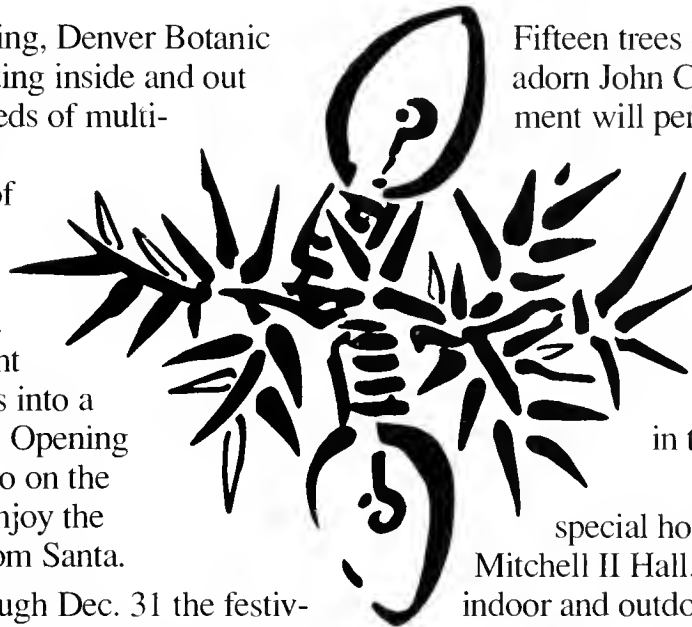 ing, Denver Botanic
ing inside and out
eds of multi-
of
nt
s into a
Opening
o on the
njoy the
om Santa.
ugh Dec. 31 the festiv-
Fifteen trees
adorn John C
ment will per
in t
special ho
Mitchell II Hall.
indoor and outdo